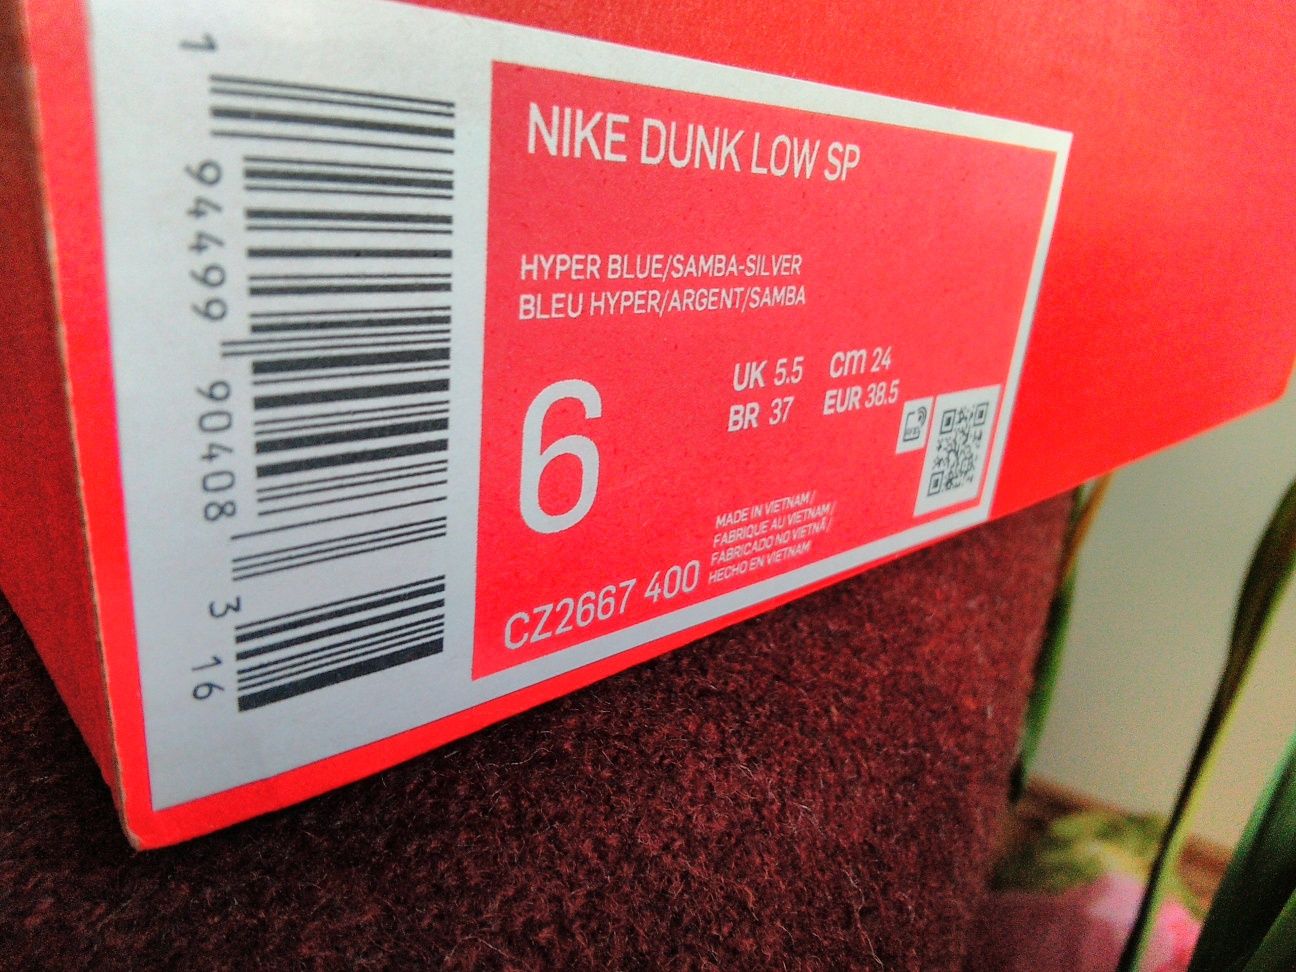 NIKE DUNK LOW SP
HYPER BLUE/SAMBA-SILVER
BLEU HYPER/ARGENT/SAMBA
6
UK 5.5 cm 24
BR 37 EUR 38.5
MADE IN VIETNAM/
FABRIQUE AU VIETNAM/
FABRICADO NO VIETNÃ/
HECHO EN VIETNAM
CZ2667 400
1 94499 90408 3 16